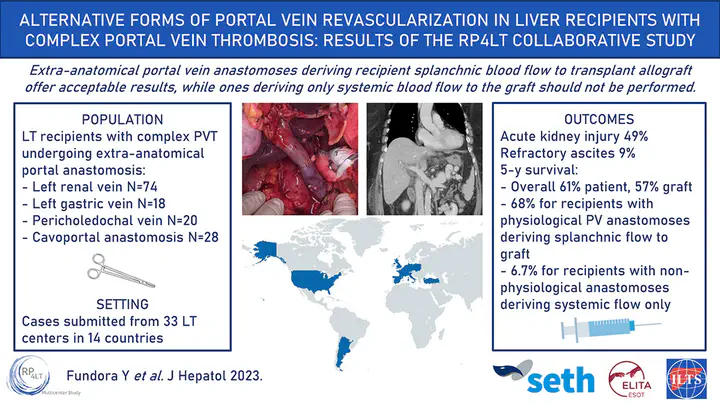 ALTERNATIVE FORMS OF PORTAL VEIN REVASCULARIZATION IN LIVER RECIPIENTS WITH
COMPLEX PORTAL VEIN THROMBOSIS: RESULTS OF THE RP4LT COLLABORATIVE STUDY
Extra-anatomical portal vein anastomoses deriving recipient splanchnic blood flow to transplant allograft
offer acceptable results, while ones deriving only systemic blood flow to the graft should not be performed.
POPULATION
LT recipients with complex PVT
undergoing extra-anatomical
portal anastomosis:
- Left renal vein N=74
- Left gastric vein N=18
- Pericholedochal vein N=20
- Cavoportal anastomosis N=28
SETTING
Cases submitted from 33 LT
centers in 14 countries
OUTCOMES
Acute kidney injury 49%
Refractory ascites 9%
5-y survival:
- Overall 61% patient, 57% graft
- 68% for recipients with
physiological PV anastomoses
deriving splanchnic flow to
graft
- 6.7% for recipients with non-
physiological anastomoses
deriving systemic flow only
RP
4LT
Multicenter Study
Fundora Y et al. J Hepatol 2023.
seth
ELITA
ESOT
ILTS